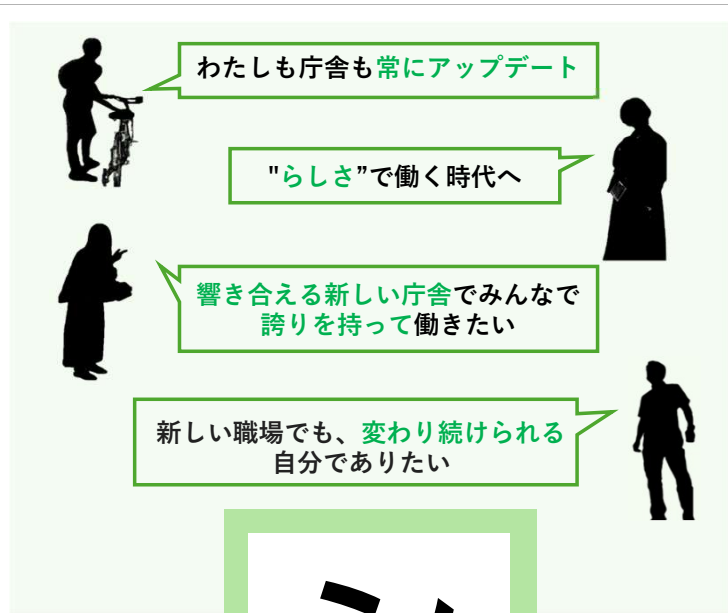 わたしも庁舎も常にアップデート
"らしさ”で働く時代へ
響き合える新しい庁舎でみんなで
誇りを持って働きたい
新しい職場でも、変わり続けられる
自分でありたい